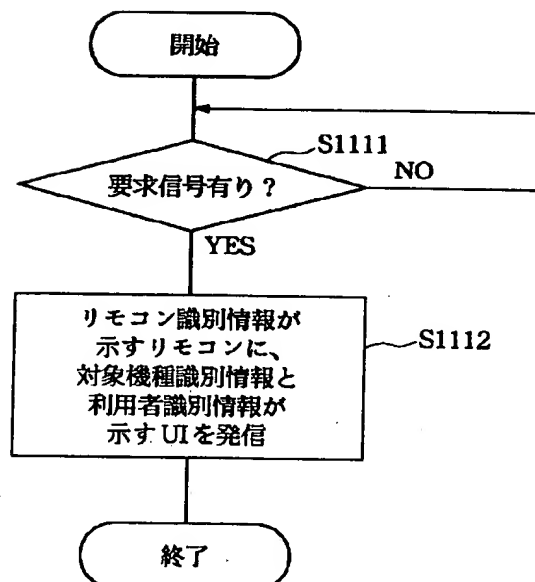 開始
S1111
要求信号有り?
NO
YES
リモコン識別情報が
示すリモコンに、
対象機種識別情報と
利用者識別情報が
示すUIを発信
S1112
終了